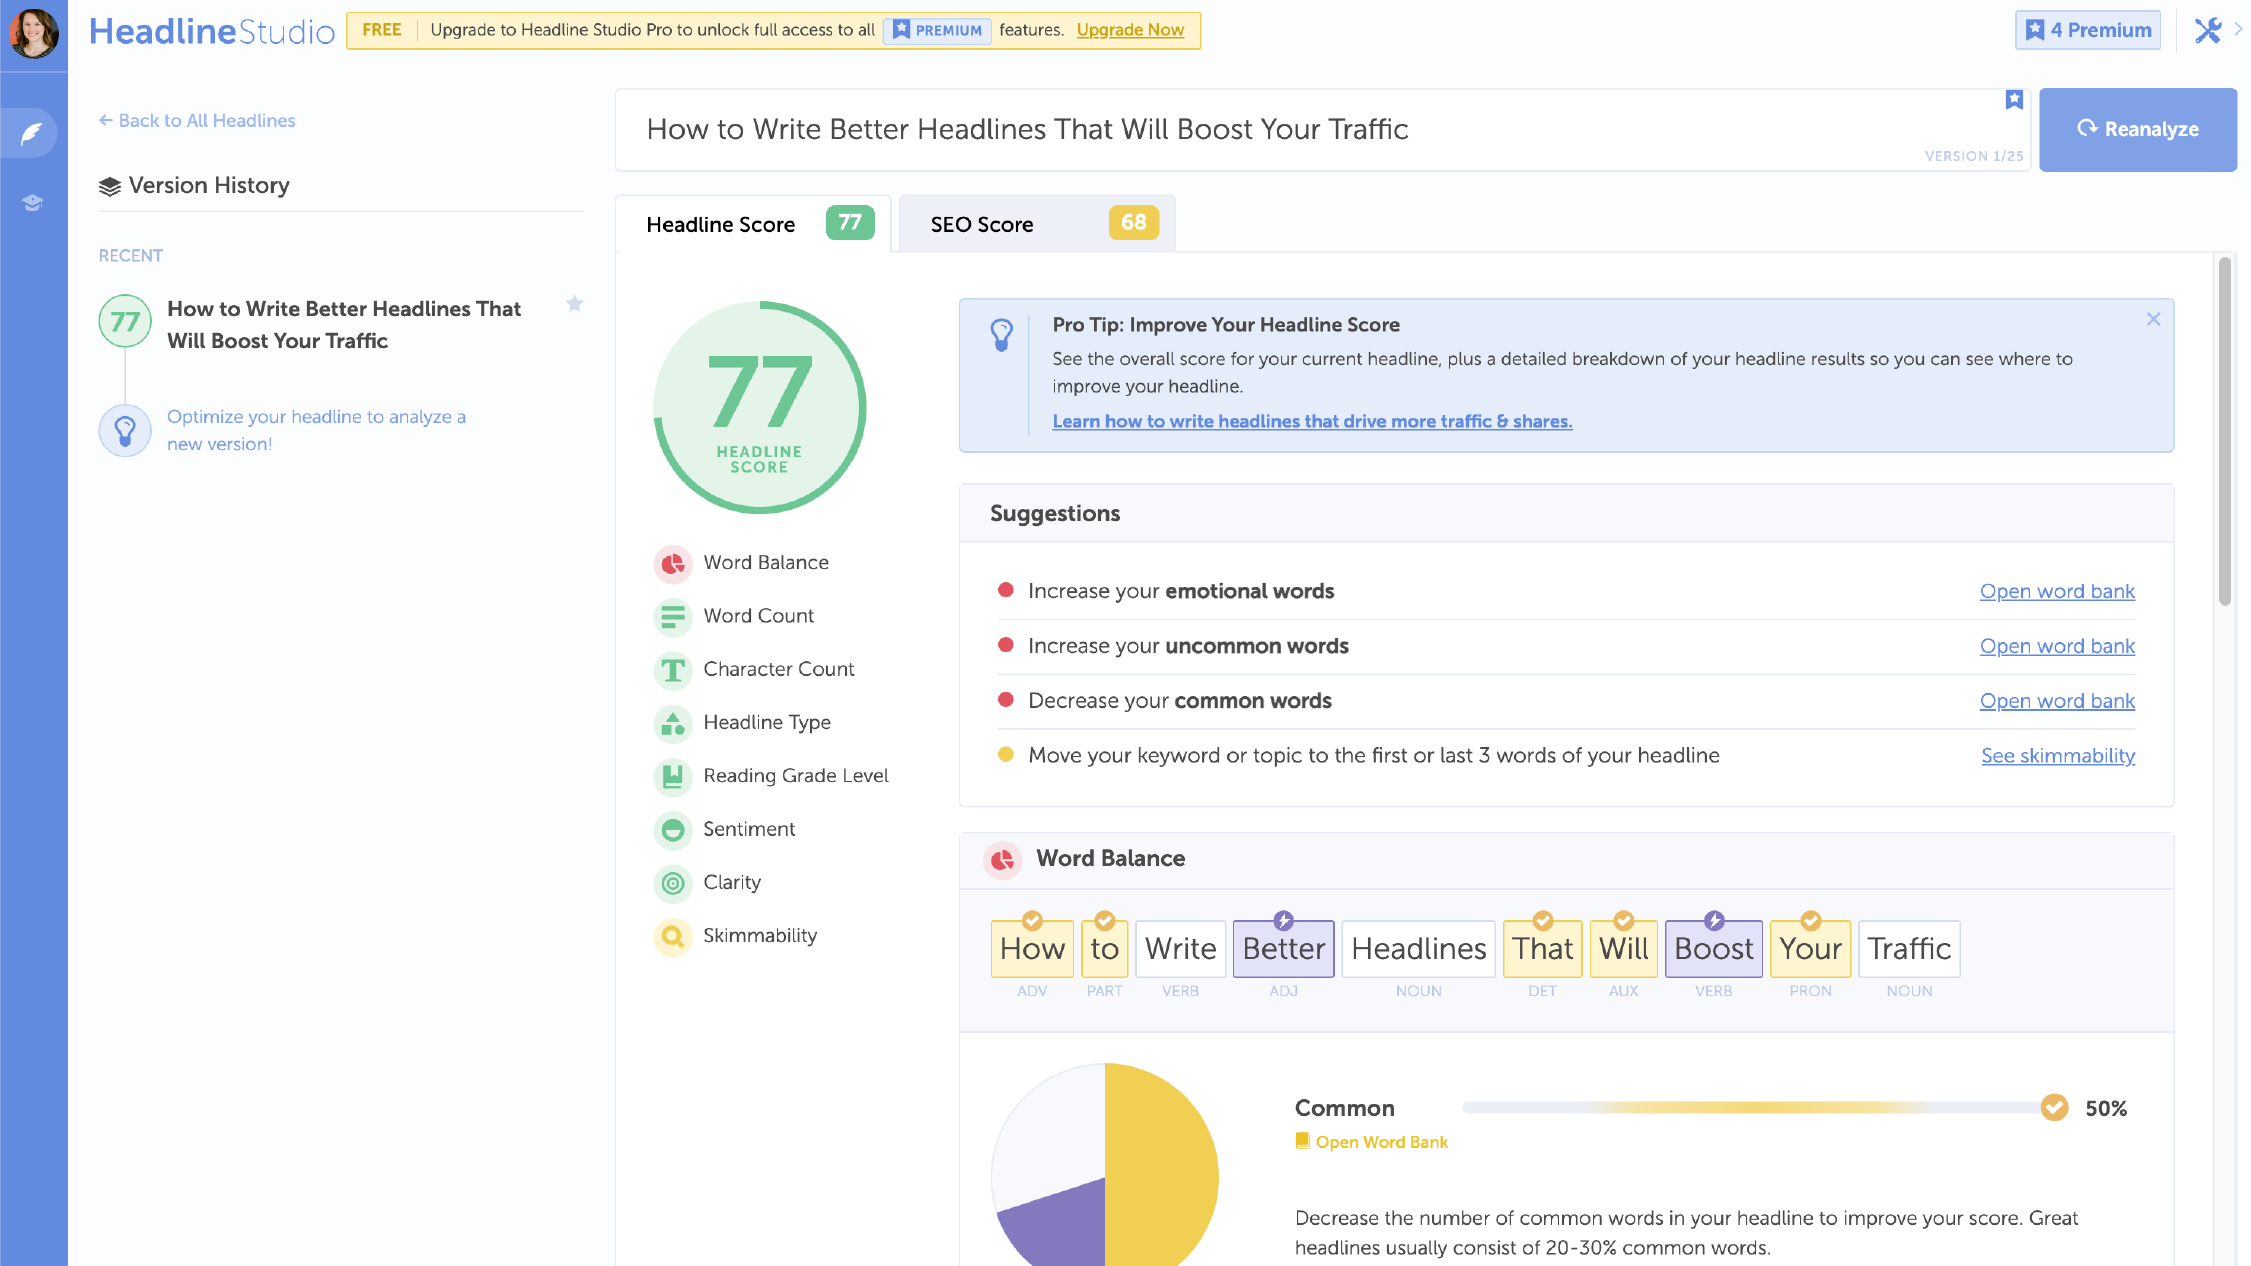 HeadlineStudio
FREE Upgrade to Headline Studio Pro to unlock full access to all PREMIUM features. Upgrade Now
4 Premium
← Back to All Headlines
Version History
RECENT
77
How to Write Better Headlines That
Will Boost Your Traffic
Optimize your headline to analyze a
new version!
How to Write Better Headlines That Will Boost Your Traffic
VERSION 1/25
Reanalyze
Headline Score 77
SEO Score 68
77
HEADLINE
SCORE
Word Balance
Word Count
Character Count
Headline Type
Reading Grade Level
Sentiment
Clarity
Skimmability
Pro Tip: Improve Your Headline Score
See the overall score for your current headline, plus a detailed breakdown of your headline results so you can see where to
improve your headline.
Learn how to write headlines that drive more traffic & shares.
Suggestions
Increase your emotional words Open word bank
Increase your uncommon words Open word bank
Decrease your common words Open word bank
Move your keyword or topic to the first or last 3 words of your headline See skimmability
Word Balance
How to Write Better Headlines That Will Boost Your Traffic
ADV PART VERB ADJ NOUN DET AUX VERB PRON NOUN
Common 50%
Open Word Bank
Decrease the number of common words in your headline to improve your score. Great
headlines usually consist of 20-30% common words.